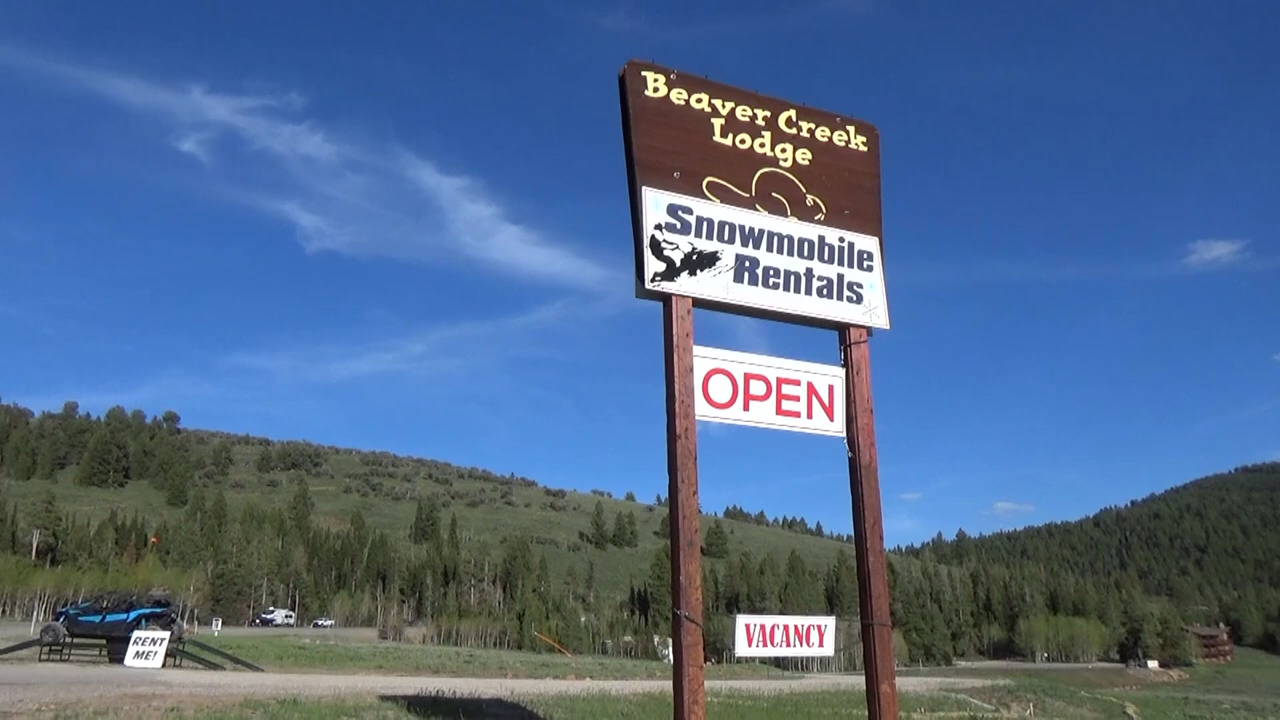 Beaver Creek
Lodge
Snowmobile
Rentals
OPEN
VACANCY
RENT
ME!